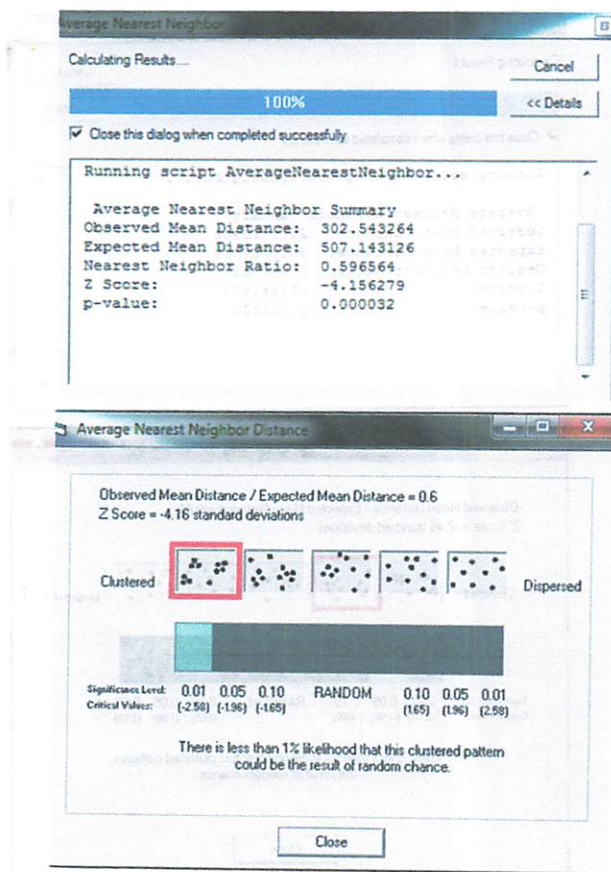 Average Nearest Neighbor
Calculating Results....
Cancel
100%
<< Details
Close this dialog when completed successfully
Running script AverageNearestNeighbor...
Average Nearest Neighbor Summary
Observed Mean Distance: 302.543264
Expected Mean Distance: 507.143126
Nearest Neighbor Ratio: 0.596564
Z Score: -4.156279
p-value: 0.000032
Average Nearest Neighbor Distance
Observed Mean Distance / Expected Mean Distance = 0.6
Z Score = -4.16 standard deviations
Clustered
Dispersed
Significance Level: 0.01 0.05 0.10 RANDOM 0.10 0.05 0.01
Critical Values: (-2.58) (-1.96) (-1.65) (1.65) (1.96) (2.58)
There is less than 1% likelihood that this clustered pattern
could be the result of random chance.
Close